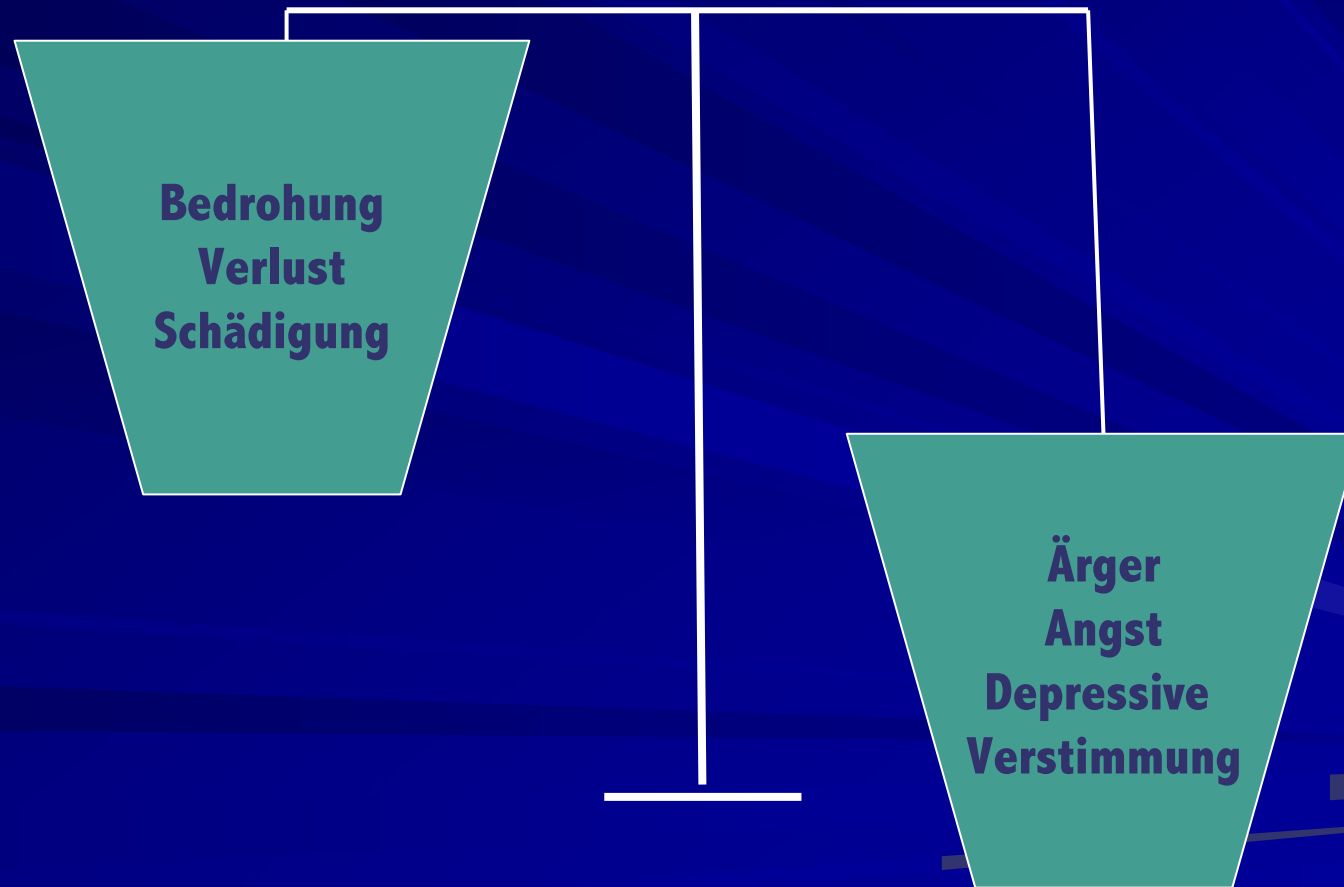 Bedrohung
Verlust
Schädigung
Ärger
Angst
Depressive
Verstimmung